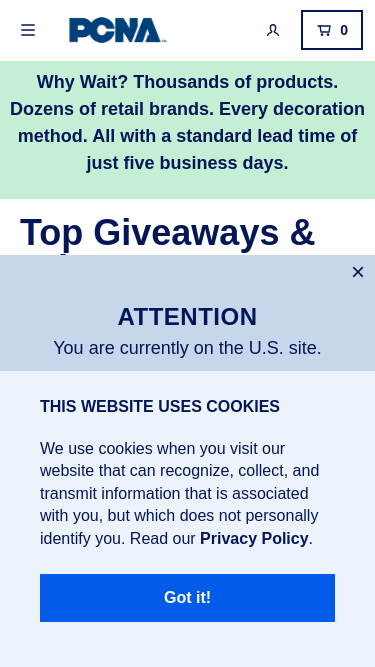 PCNA
0
Why Wait? Thousands of products.
Dozens of retail brands. Every decoration
method. All with a standard lead time of
just five business days.
Top Giveaways &
ATTENTION
You are currently on the U.S. site.
THIS WEBSITE USES COOKIES
We use cookies when you visit our
website that can recognize, collect, and
transmit information that is associated
with you, but which does not personally
identify you. Read our Privacy Policy.
Got it!